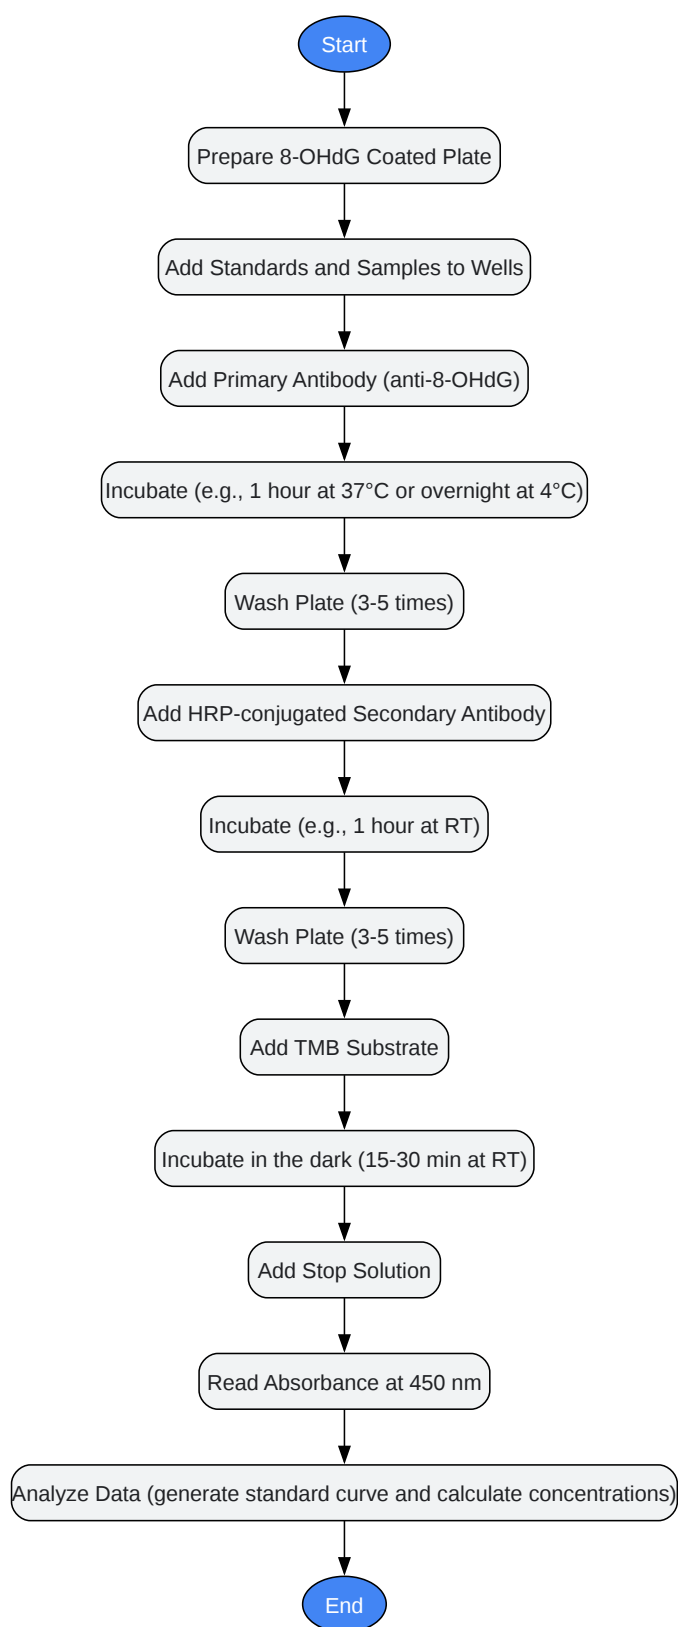 Start
Prepare 8-OHdG Coated Plate
Add Standards and Samples to Wells
Add Primary Antibody (anti-8-OHdG)
Incubate (e.g., 1 hour at 37°C or overnight at 4°C)
Wash Plate (3-5 times)
Add HRP-conjugated Secondary Antibody
Incubate (e.g., 1 hour at RT)
Wash Plate (3-5 times)
Add TMB Substrate
Incubate in the dark (15-30 min at RT)
Add Stop Solution
Read Absorbance at 450 nm
Analyze Data (generate standard curve and calculate concentrations)
End